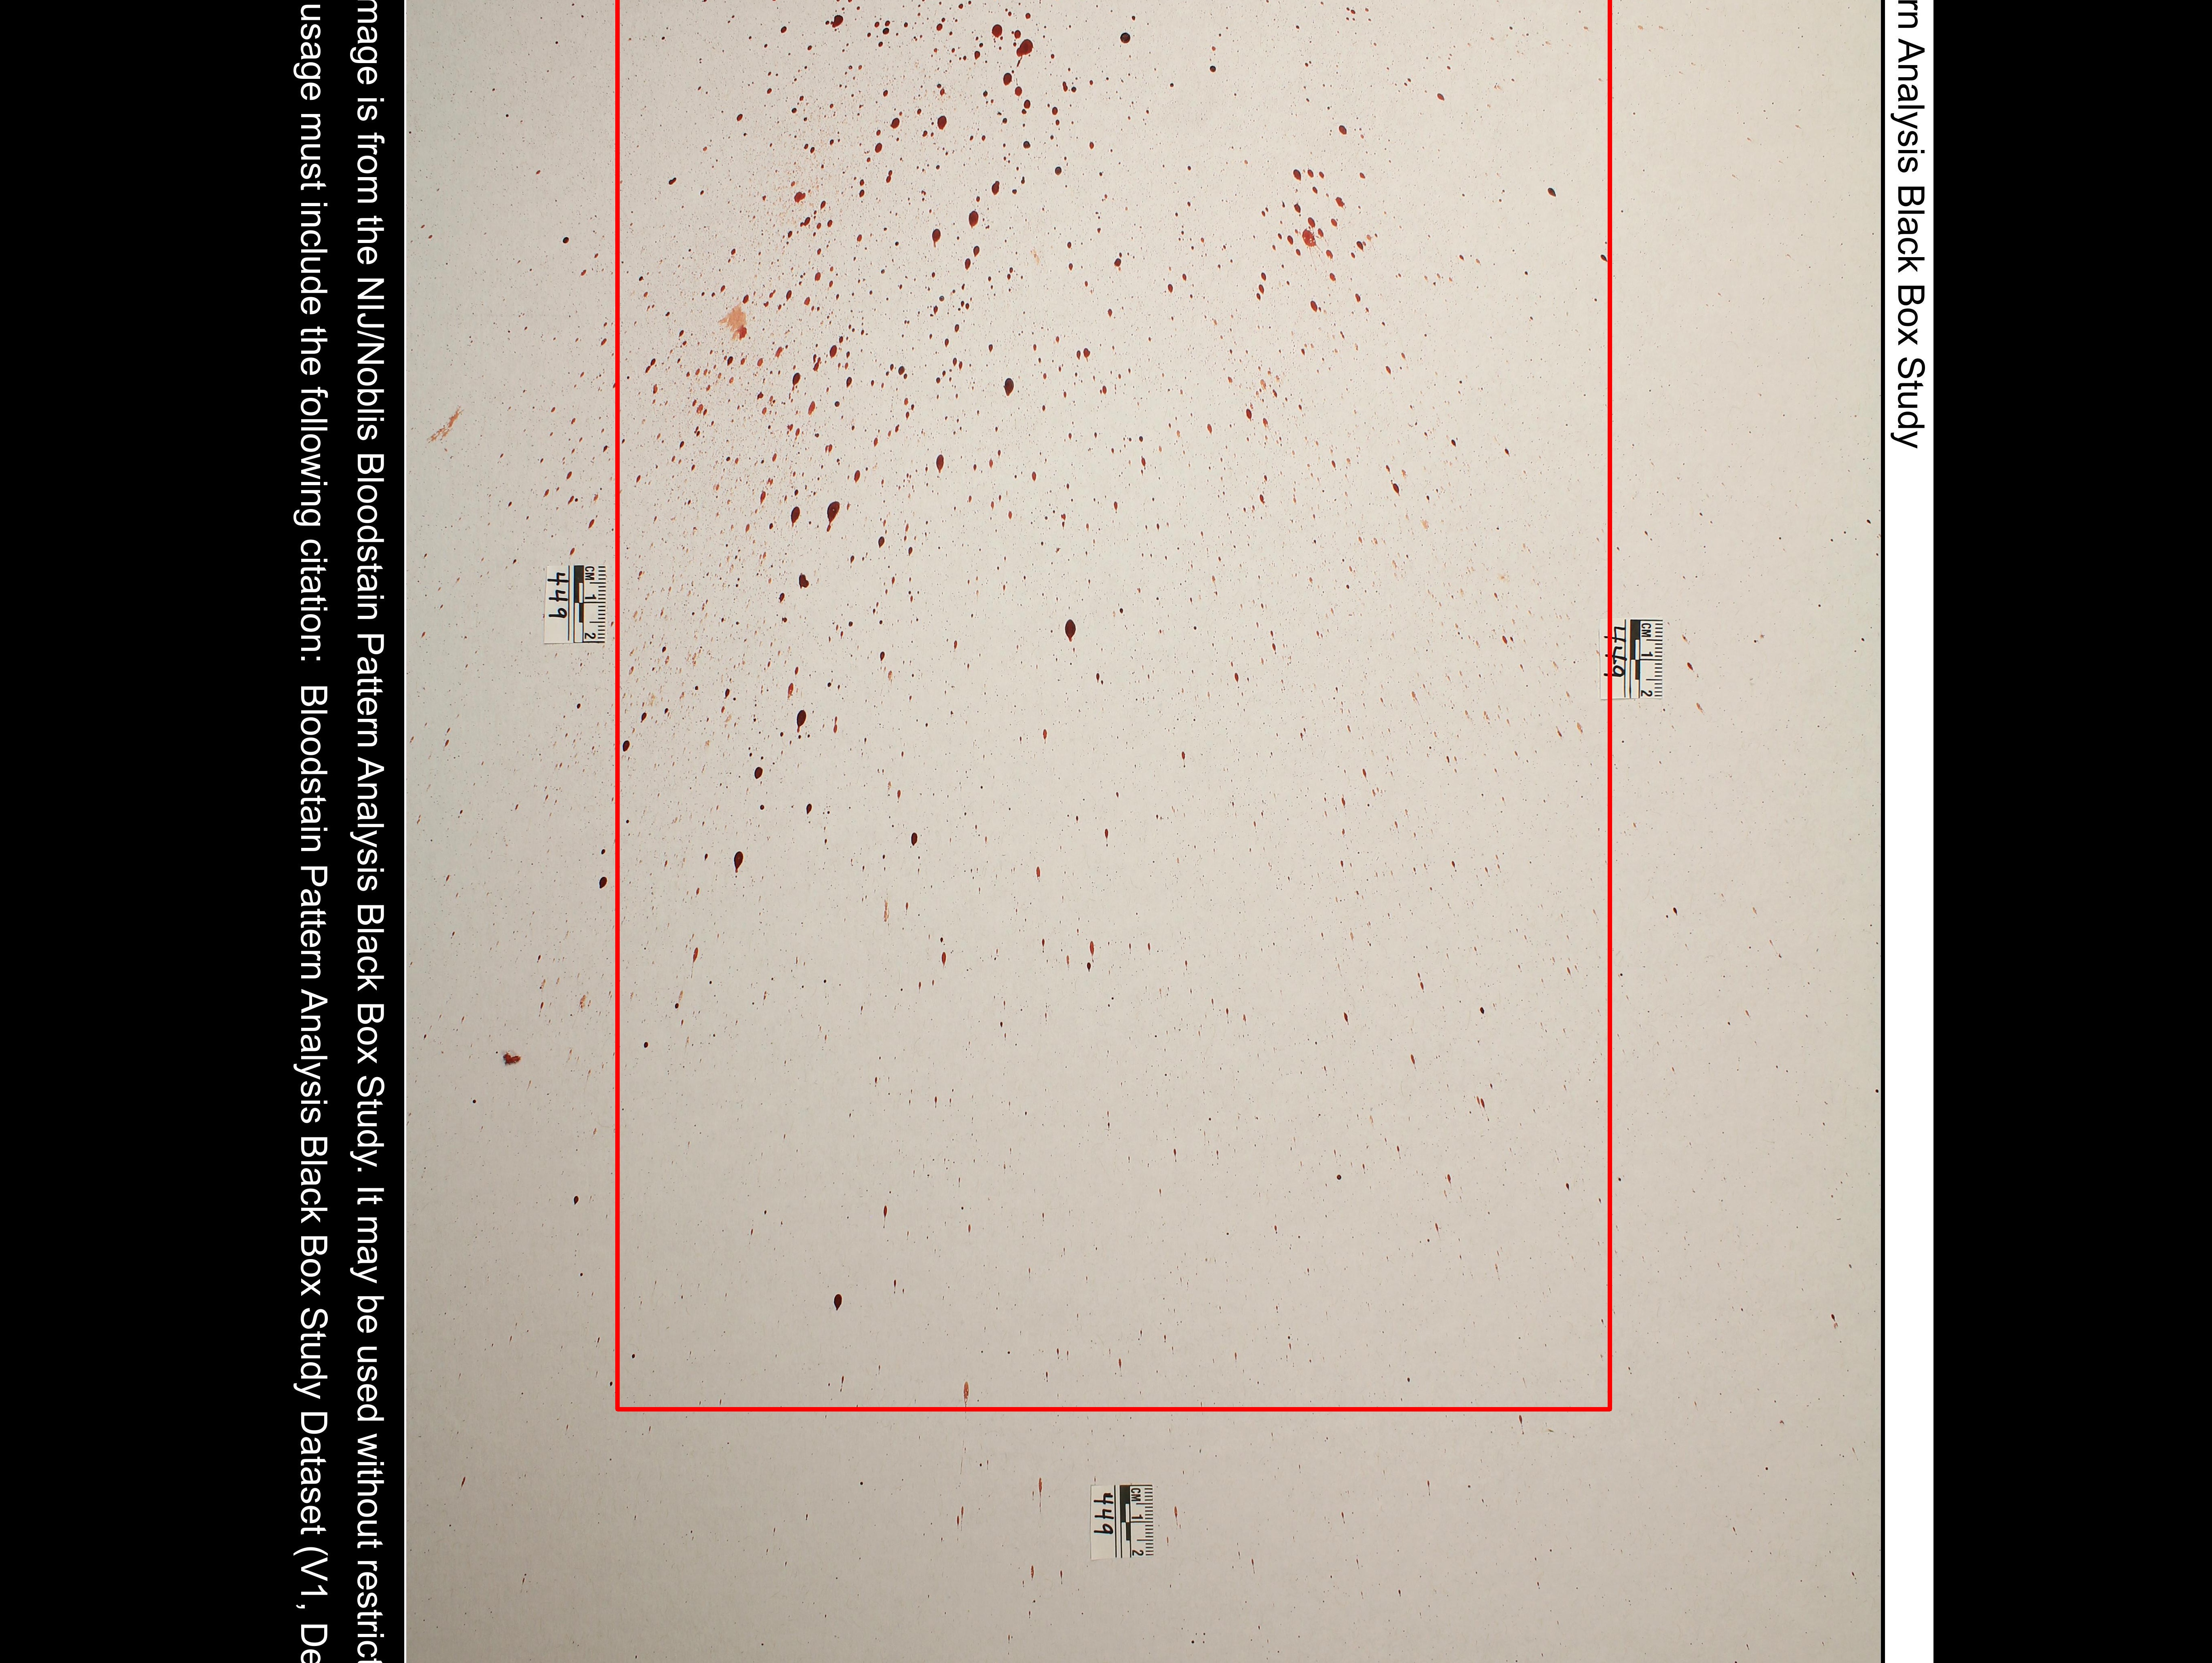 rn Analysis Black Box Study
mage is from the NIJ/Noblis Bloodstain Pattern Analysis Black Box Study. It may be used without restrict
usage must include the following citation: Bloodstain Pattern Analysis Black Box Study Dataset (V1, De
CM 1 2
449
CM 1 2
449
CM 1 2
449